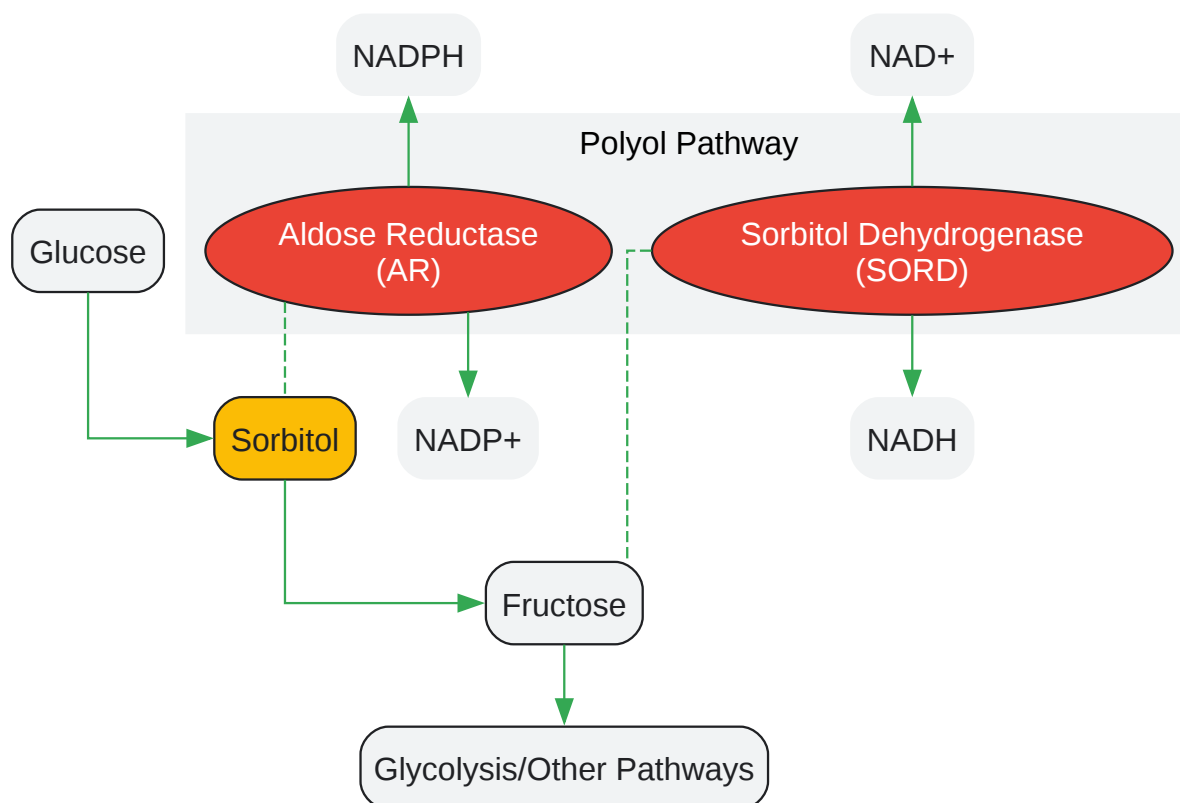 NADPH
NAD+
Polyol Pathway
Glucose
Aldose Reductase
(AR)
Sorbitol Dehydrogenase
(SORD)
Sorbitol
NADP+
NADH
Fructose
Glycolysis/Other Pathways